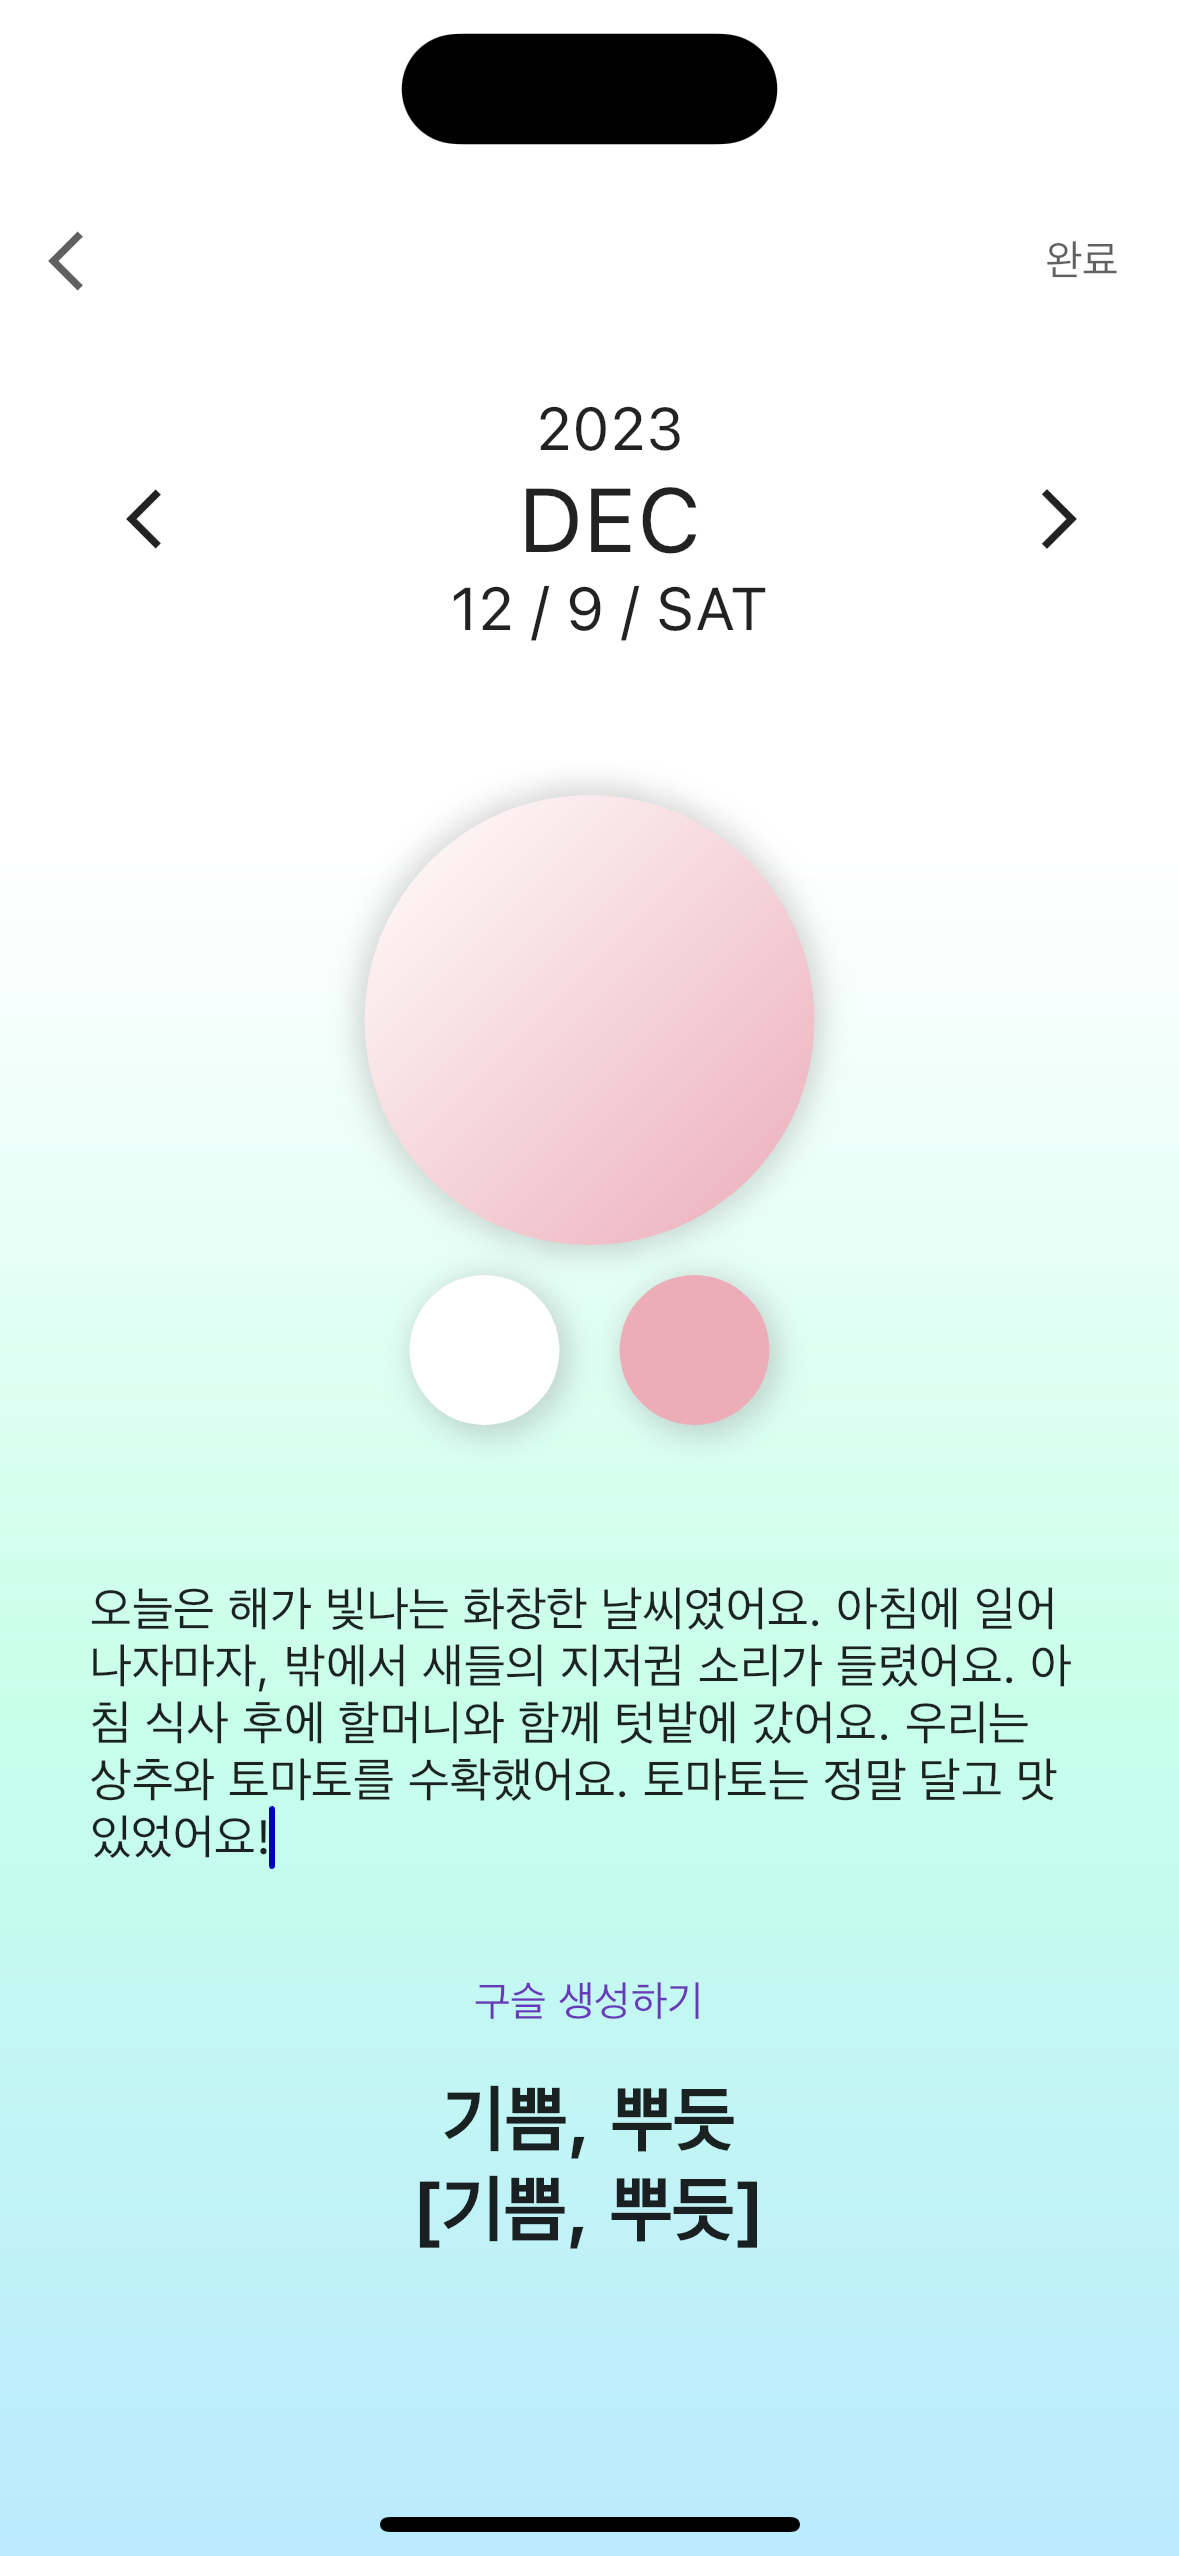 완료
2023
DEC
12 / 9 / SAT
오늘은 해가 빛나는 화창한 날씨였어요. 아침에 일어
나자마자, 밖에서 새들의 지저귐 소리가 들렸어요. 아
침 식사 후에 할머니와 함께 텃밭에 갔어요. 우리는
상추와 토마토를 수확했어요. 토마토는 정말 달고 맛
있었어요!
구슬 생성하기
기쁨, 뿌듯
[기쁨, 뿌듯]